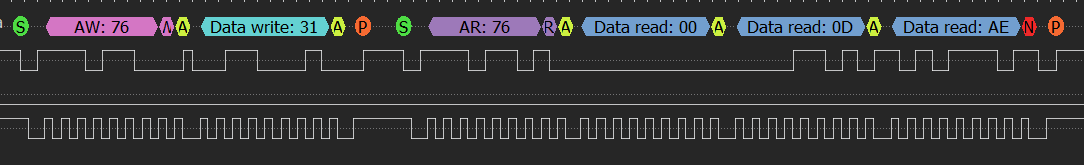 S AW: 76 W A Data write: 31 A P S AR: 76 R A Data read: 00 A Data read: 0D A Data read: AE N P